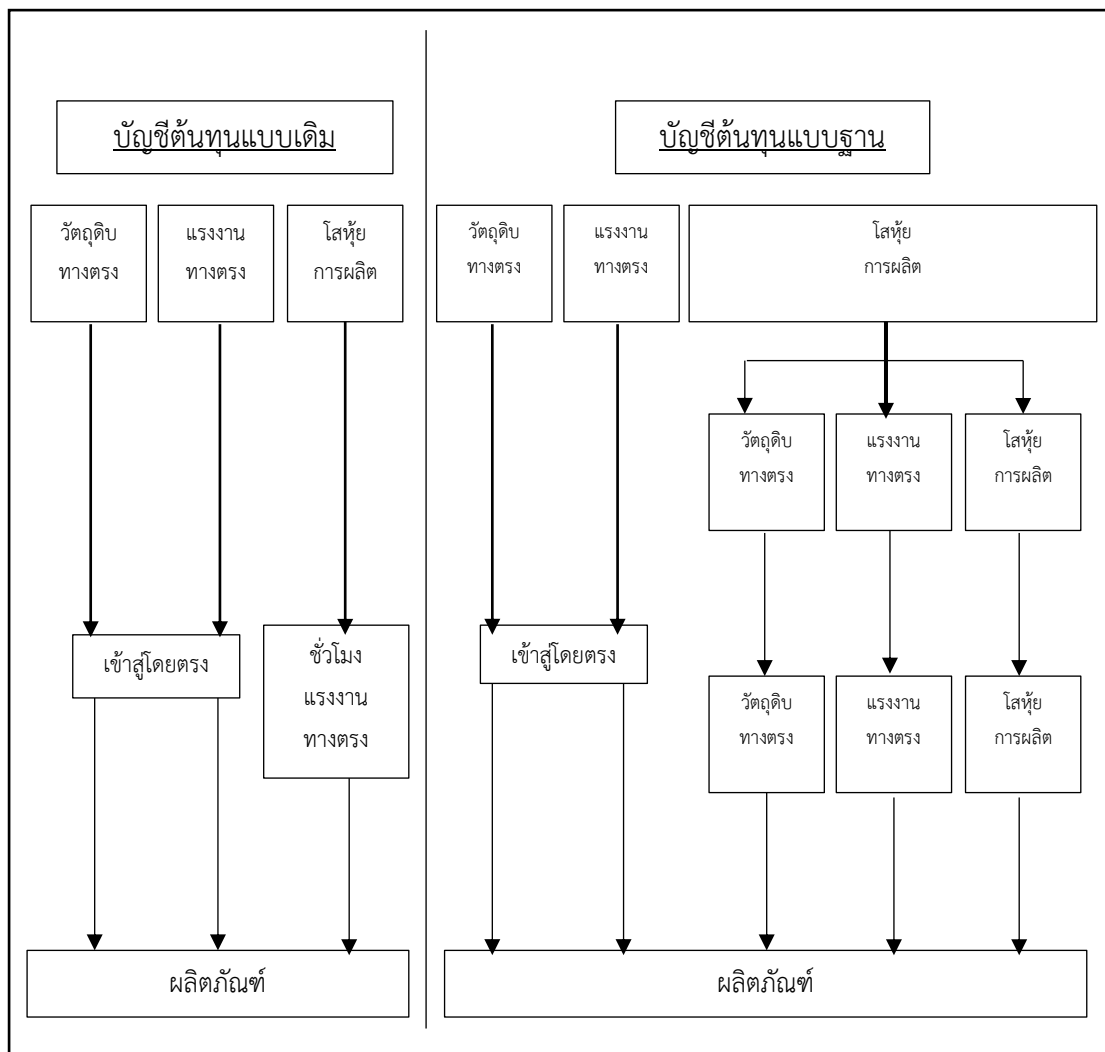 บัญชีต้นทุนแบบเดิม
วัตถุดิบ
ทางตรง
แรงงาน
ทางตรง
โสหุ้ย
การผลิต
เข้าสู่โดยตรง
ชั่วโมง
แรงงาน
ทางตรง
ผลิตภัณฑ์
บัญชีต้นทุนแบบฐาน
วัตถุดิบ
ทางตรง
แรงงาน
ทางตรง
โสหุ้ย
การผลิต
วัตถุดิบ
ทางตรง
แรงงาน
ทางตรง
โสหุ้ย
การผลิต
เข้าสู่โดยตรง
วัตถุดิบ
ทางตรง
แรงงาน
ทางตรง
โสหุ้ย
การผลิต
ผลิตภัณฑ์